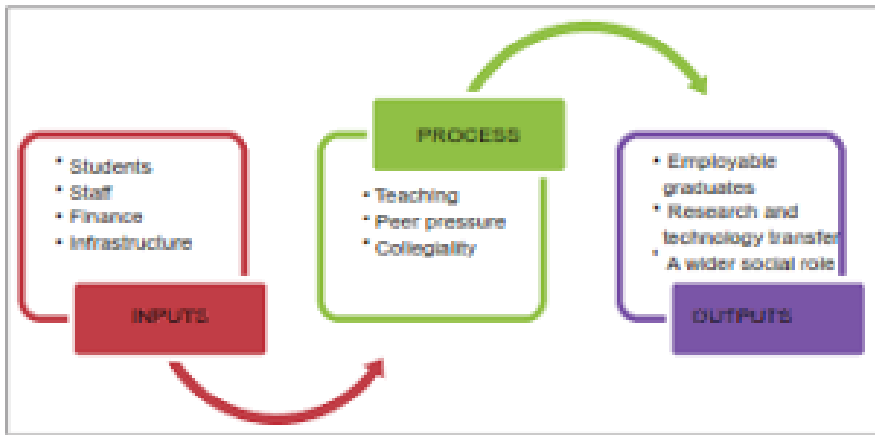 • Students
• Staff
• Finance
• Infrastructure
INPUTS
PROCESS
• Teaching
• Peer pressure
• Collegiality
• Employable
graduates
• Research and
technology transfer
• A wider social role
OUTPUTS